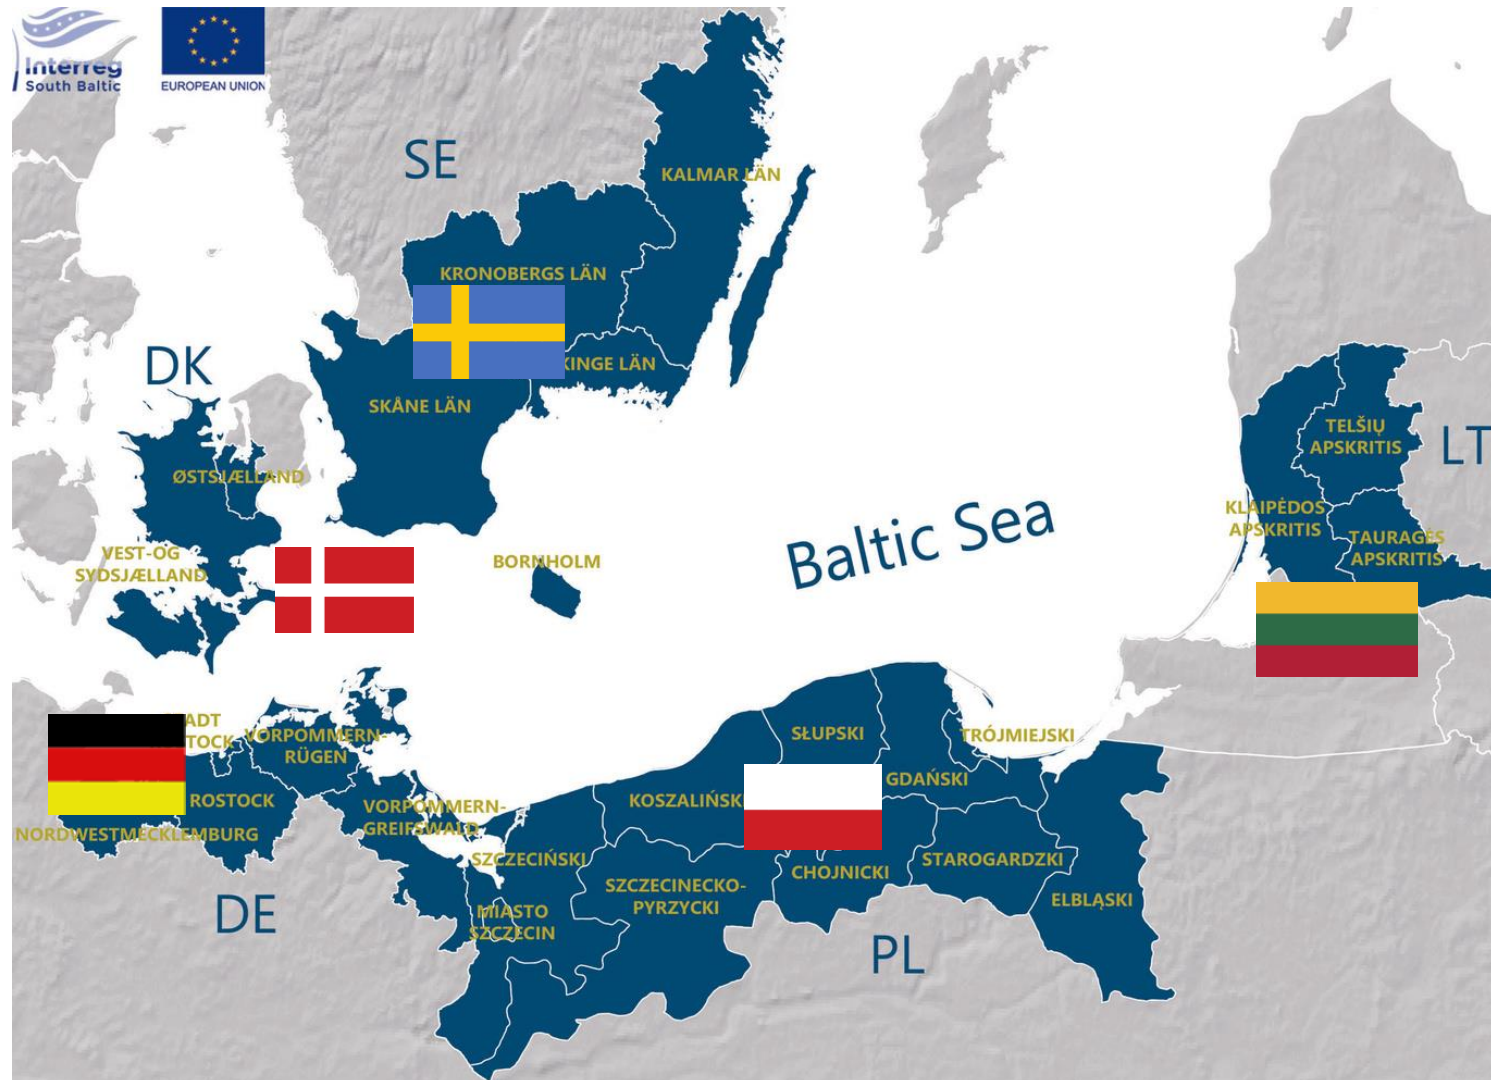 Interreg
South Baltic
EUROPEAN UNION
SE
KALMAR LÄN
KRONOBERGS LÄN
KINGE LÄN
SKÅNE LÄN
DK
ØSTSJÆLLAND
VEST-OG
SYDSJÆLLAND
BORNHOLM
Baltic Sea
TELŠIŲ
APSKRITIS
LT
KLAIPĖDOS
APSKRITIS
TAURAGĖS
APSKRITIS
ADT
TOCK
VORPOMMERN-
RÜGEN
ROSTOCK
NORDWESTMECKLEMBURG
VORPOMMERN-
GREIFSWALD
DE
SZCZECIŃSKI
MIASTO
SZCZECIN
KOSZALIŃSK
SZCZECINECKO-
PYRZYCKI
SŁUPSKI
TRÓJMIEJSKI
GDAŃSKI
CHOJNICKI
STAROGARDZKI
ELBLĄSKI
PL